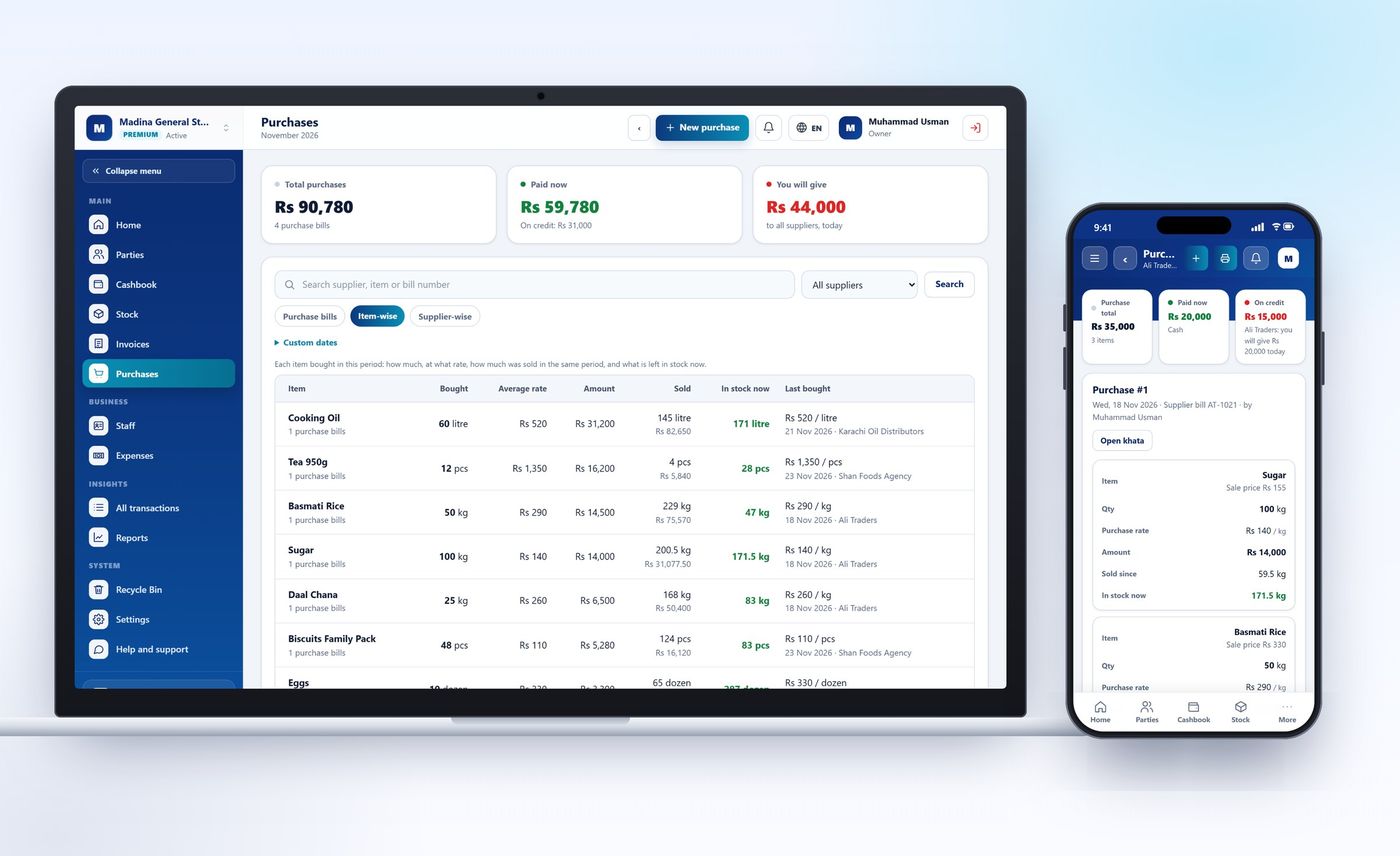 M
Madina General St...
PREMIUM Active
Purchases
November 2026
‹
+ New purchase
EN
M
Muhammad Usman
Owner
« Collapse menu
MAIN
Home
Parties
Cashbook
Stock
Invoices
Purchases
BUSINESS
Staff
Expenses
INSIGHTS
All transactions
Reports
SYSTEM
Recycle Bin
Settings
Help and support
Total purchases
Rs 90,780
4 purchase bills
Paid now
Rs 59,780
On credit: Rs 31,000
You will give
Rs 44,000
to all suppliers, today
Search supplier, item or bill number
All suppliers
Search
Purchase bills Item-wise Supplier-wise
Custom dates
Each item bought in this period: how much, at what rate, how much was sold in the same period, and what is left in stock now.
Item Bought Average rate Amount Sold In stock now Last bought
Cooking Oil 60 litre Rs 520 Rs 31,200 145 litre 171 litre Rs 520 / litre
1 purchase bills Rs 82,650 21 Nov 2026 · Karachi Oil Distributors
Tea 950g 12 pcs Rs 1,350 Rs 16,200 4 pcs 28 pcs Rs 1,350 / pcs
1 purchase bills Rs 5,840 23 Nov 2026 · Shan Foods Agency
Basmati Rice 50 kg Rs 290 Rs 14,500 229 kg 47 kg Rs 290 / kg
1 purchase bills Rs 75,570 18 Nov 2026 · Ali Traders
Sugar 100 kg Rs 140 Rs 14,000 200.5 kg 171.5 kg Rs 140 / kg
1 purchase bills Rs 31,077.50 18 Nov 2026 · Ali Traders
Daal Chana 25 kg Rs 260 Rs 6,500 168 kg 83 kg Rs 260 / kg
1 purchase bills Rs 50,400 18 Nov 2026 · Ali Traders
Biscuits Family Pack 48 pcs Rs 110 Rs 5,280 124 pcs 83 pcs Rs 110 / pcs
1 purchase bills Rs 16,120 23 Nov 2026 · Shan Foods Agency
Eggs 65 dozen Rs 330 / dozen
9:41
‹
Purc...
Ali Trade...
+
M
Purchase total
Rs 35,000
3 items
Paid now
Rs 20,000
Cash
On credit
Rs 15,000
Ali Traders: you
will give Rs
20,000 today
Purchase #1
Wed, 18 Nov 2026 · Supplier bill AT-1021 · by
Muhammad Usman
Open khata
Item Sugar
Sale price Rs 155
Qty 100 kg
Purchase rate Rs 140 / kg
Amount Rs 14,000
Sold since 59.5 kg
In stock now 171.5 kg
Item Basmati Rice
Sale price Rs 330
Qty 50 kg
Purchase rate Rs 290 / kg
Home Parties Cashbook Stock More